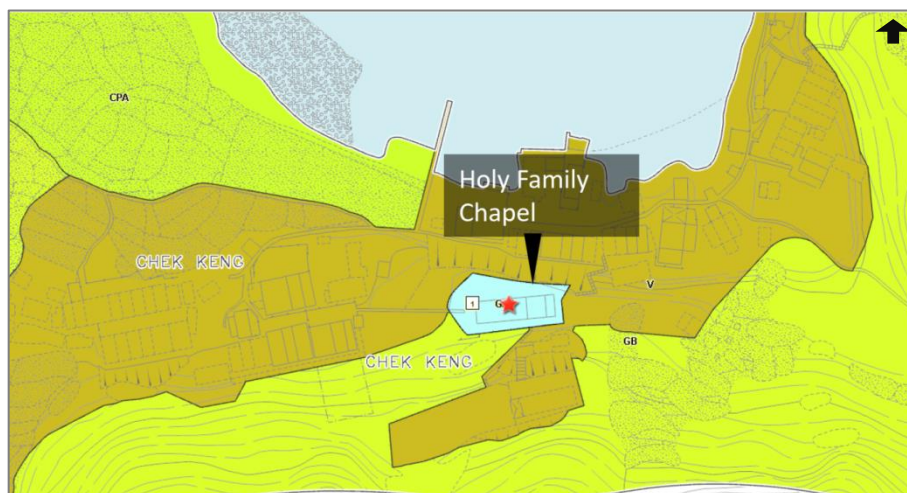 CPA
Holy Family
Chapel
CHEK KENG
V
1
G
GB
CHEK KENG